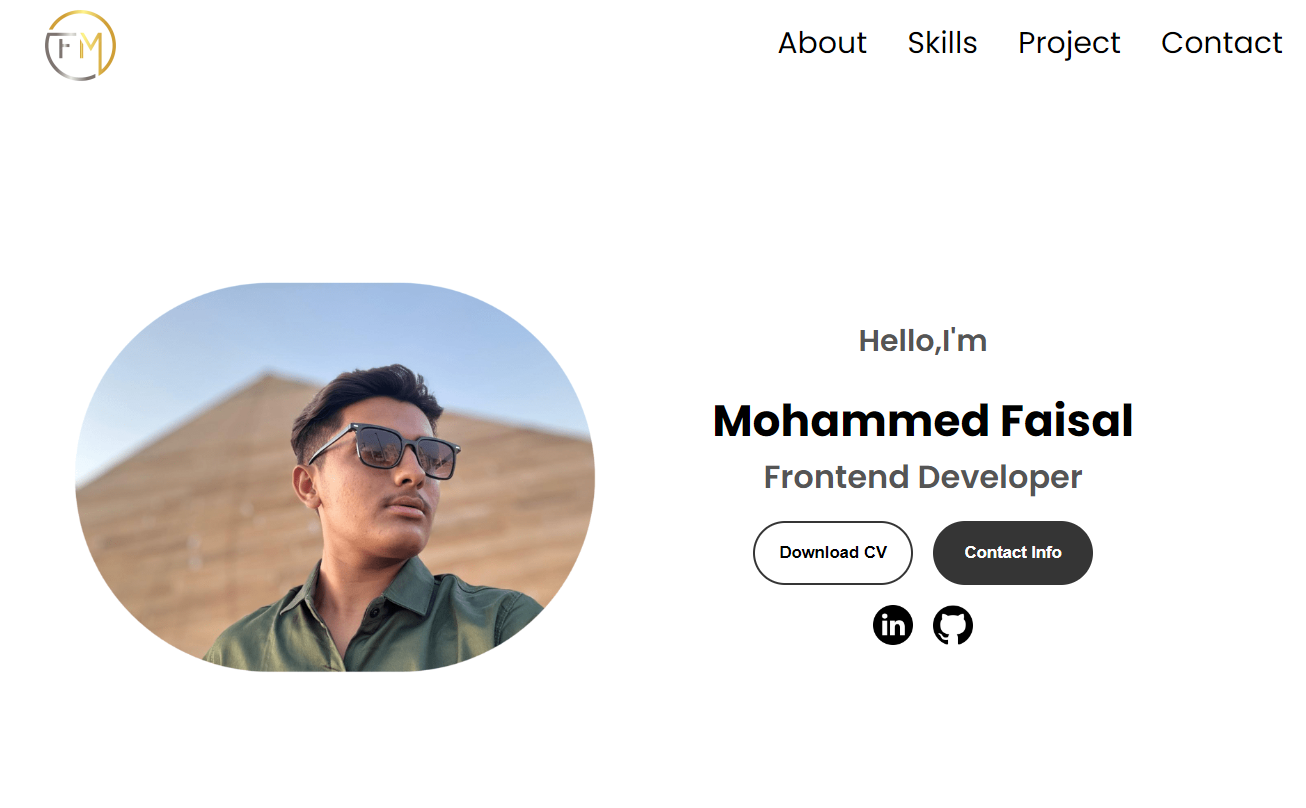 FM
About Skills Project Contact
Hello,I'm
Mohammed Faisal
Frontend Developer
Download CV Contact Info
in